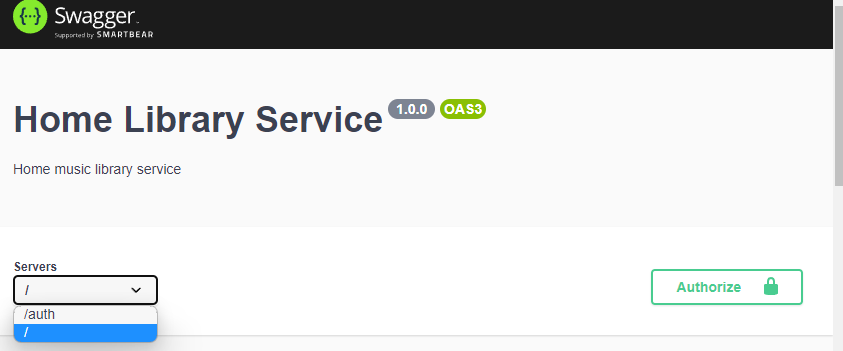 {···} Swagger.
Supported by SMARTBEAR
Home Library Service 1.0.0 OAS3
Home music library service
Servers
/
Authorize
/auth
/